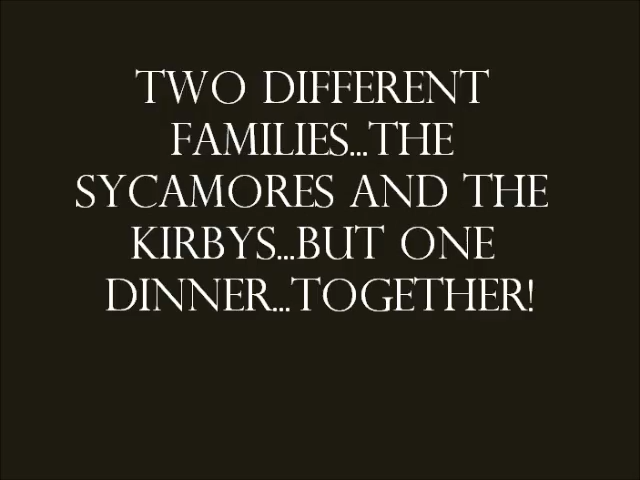 TWO DIFFERENT
FAMILIES...THE
SYCAMORES AND THE
KIRBYS...BUT ONE
DINNER...TOGETHER!